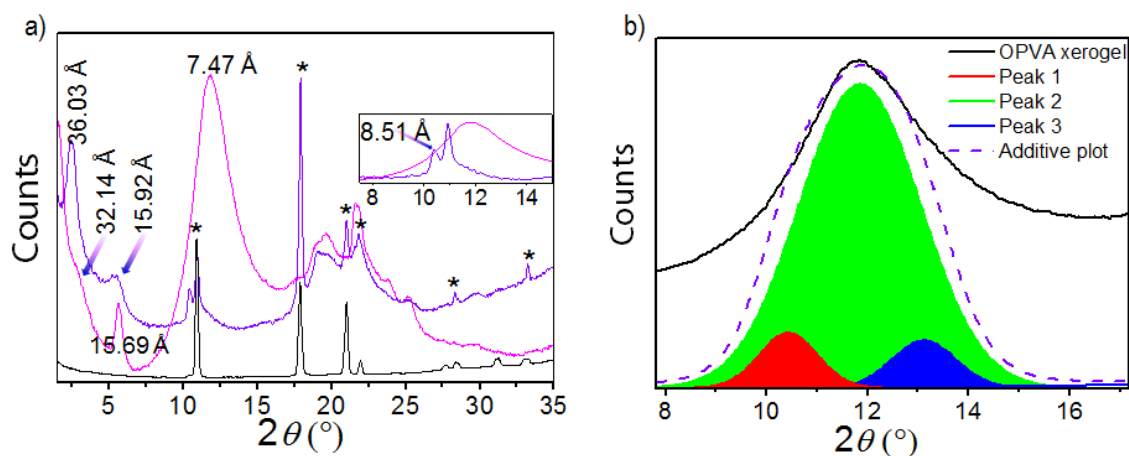 a)
36.03 Å
32.14 Å
15.92 Å
7.47 Å
*
*
*
*
*
*
15.69 Å
8.51 Å
8 10 12 14
Counts
5 10 15 20 25 30 35
2θ (°)
b)
OPVA xerogel
Peak 1
Peak 2
Peak 3
Additive plot
Counts
8 10 12 14 16
2θ (°)